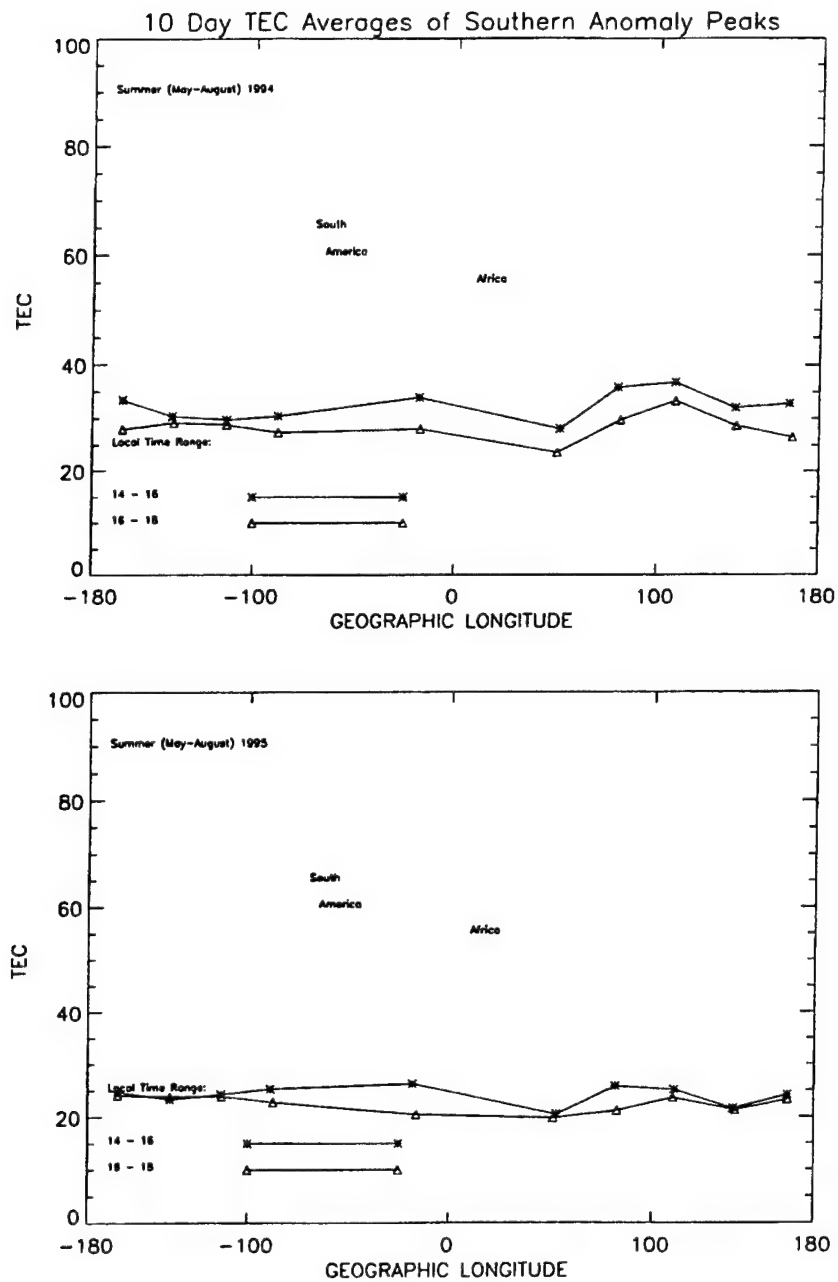 10 Day TEC Averages of Southern Anomaly Peaks
100
Summer (May-August) 1994
80
South
America
60
Africa
TEC
40
Local Time Range:
20
14 - 16
16 - 18
0
-180
-100
0
100
180
GEOGRAPHIC LONGITUDE
100
Summer (May-August) 1995
80
South
America
60
Africa
TEC
40
Local Time Range:
20
14 - 16
16 - 18
0
-180
-100
0
100
180
GEOGRAPHIC LONGITUDE